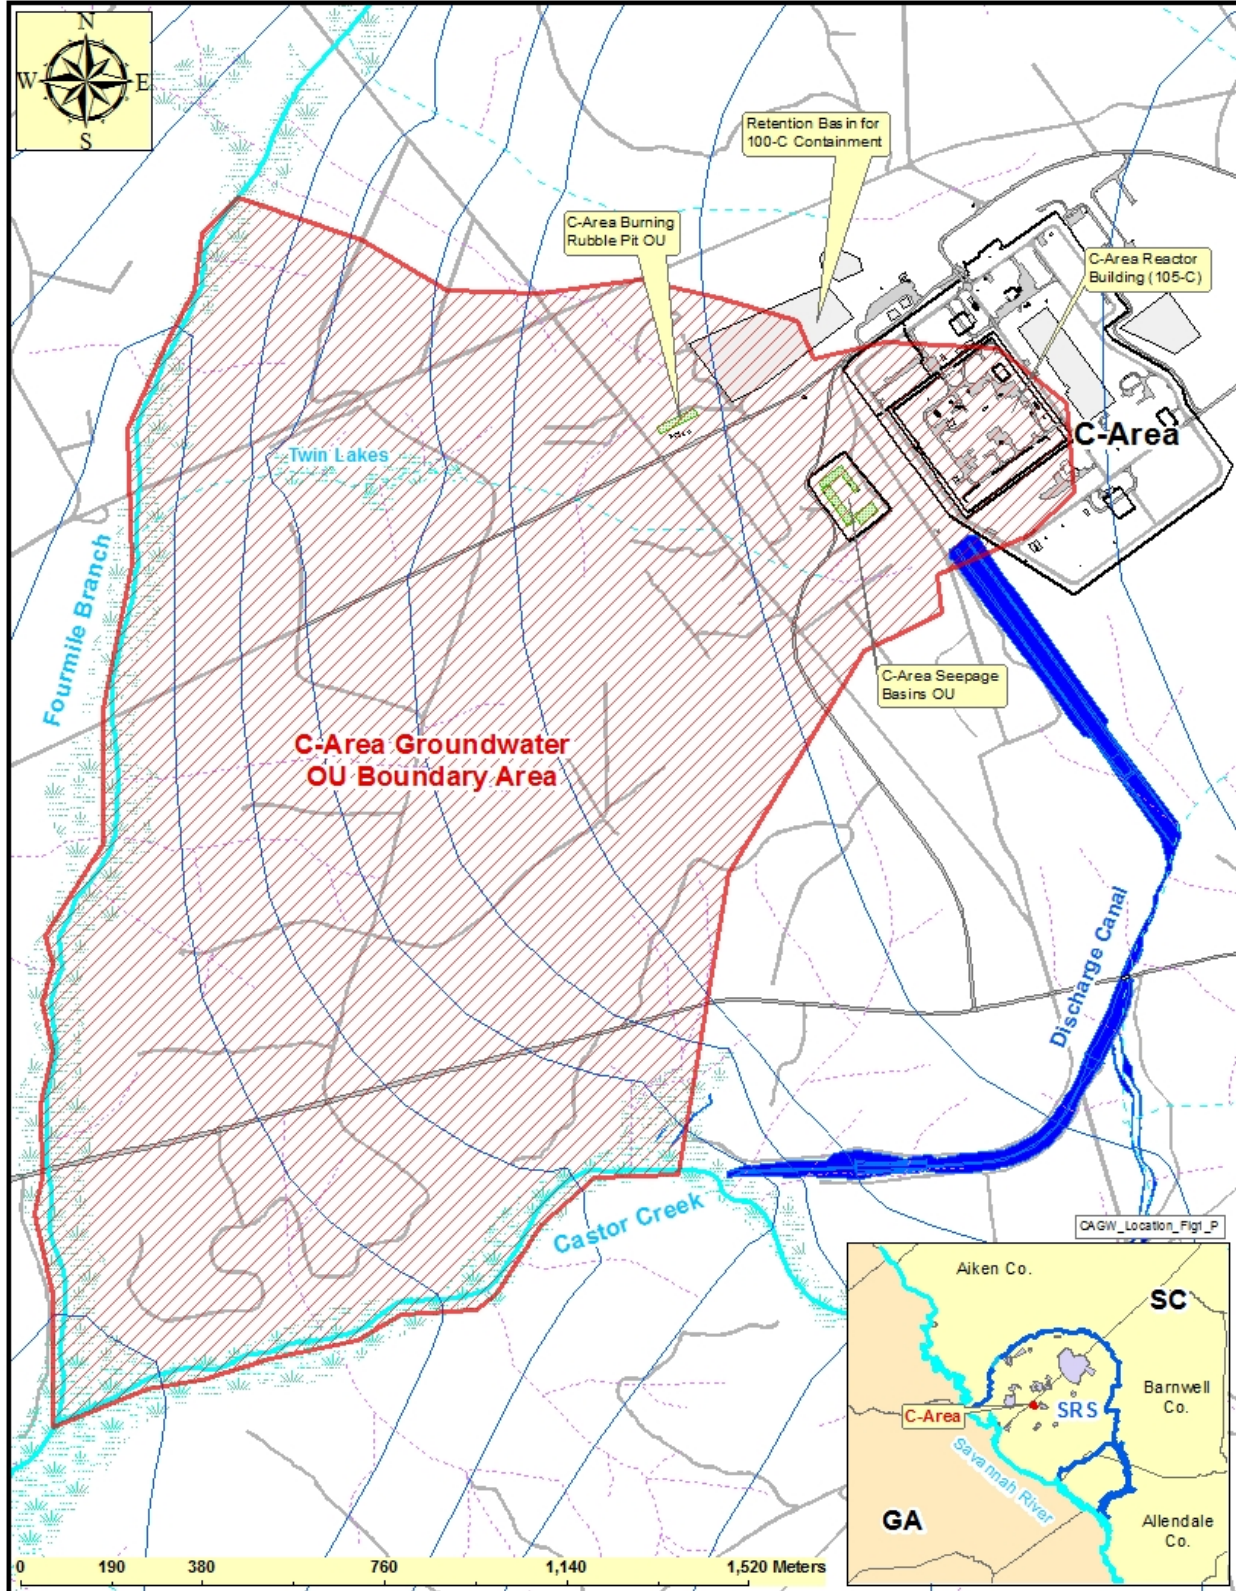 N
W
E
S
Retention Basin for
100-C Containment
C-Area Burning
Rubble Pit OU
C-Area Reactor
Building (105-C)
C-Area
Twin Lakes
Fourmile Branch
C-Area Seepage
Basins OU
C-Area Groundwater
OU Boundary Area
Discharge Canal
Castor Creek
CAGW_Location_Fig1_P
Aiken Co.
SC
Barnwell
Co.
C-Area
SRS
Savannah River
GA
Allendale
Co.
0 190 380 760 1,140 1,520 Meters